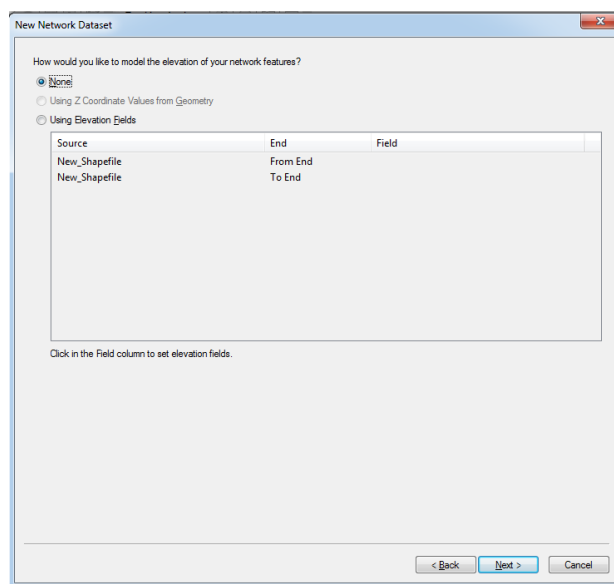 New Network Dataset
How would you like to model the elevation of your network features?
None
Using Z Coordinate Values from Geometry
Using Elevation Fields
Source End Field
New_Shapefile From End
New_Shapefile To End
Click in the Field column to set elevation fields.
< Back Next > Cancel